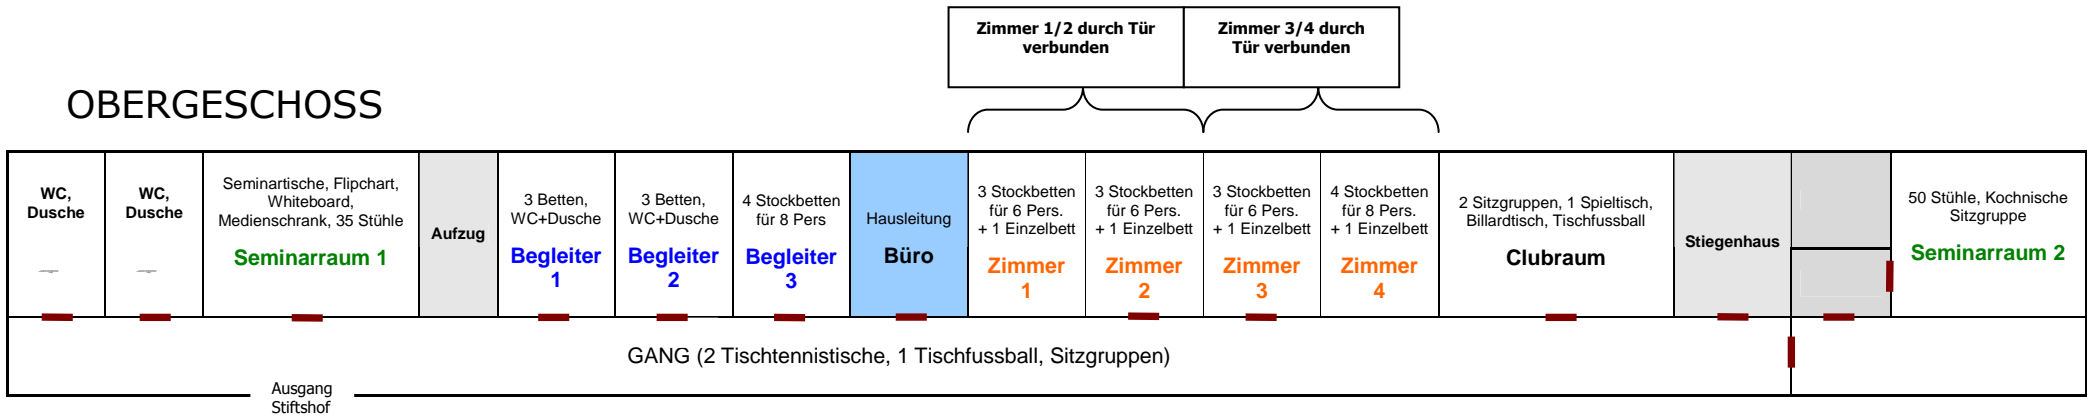 Zimmer 1/2 durch Tür
verbunden
Zimmer 3/4 durch
Tür verbunden
OBERGESCHOSS
WC,
Dusche
WC,
Dusche
Seminartische, Flipchart,
Whiteboard,
Medienschrank, 35 Stühle
Seminarraum 1
Aufzug
3 Betten,
WC+Dusche
Begleiter
1
3 Betten,
WC+Dusche
Begleiter
2
4 Stockbetten
für 8 Pers
Begleiter
3
Hausleitung
Büro
3 Stockbetten
für 6 Pers.
+ 1 Einzelbett
Zimmer
1
3 Stockbetten
für 6 Pers.
+ 1 Einzelbett
Zimmer
2
3 Stockbetten
für 6 Pers.
+ 1 Einzelbett
Zimmer
3
4 Stockbetten
für 8 Pers.
+ 1 Einzelbett
Zimmer
4
2 Sitzgruppen, 1 Spieltisch,
Billardtisch, Tischfussball
Clubraum
Stiegenhaus
50 Stühle, Kochnische
Sitzgruppe
Seminarraum 2
GANG (2 Tischtennistische, 1 Tischfussball, Sitzgruppen)
Ausgang
Stiftshof